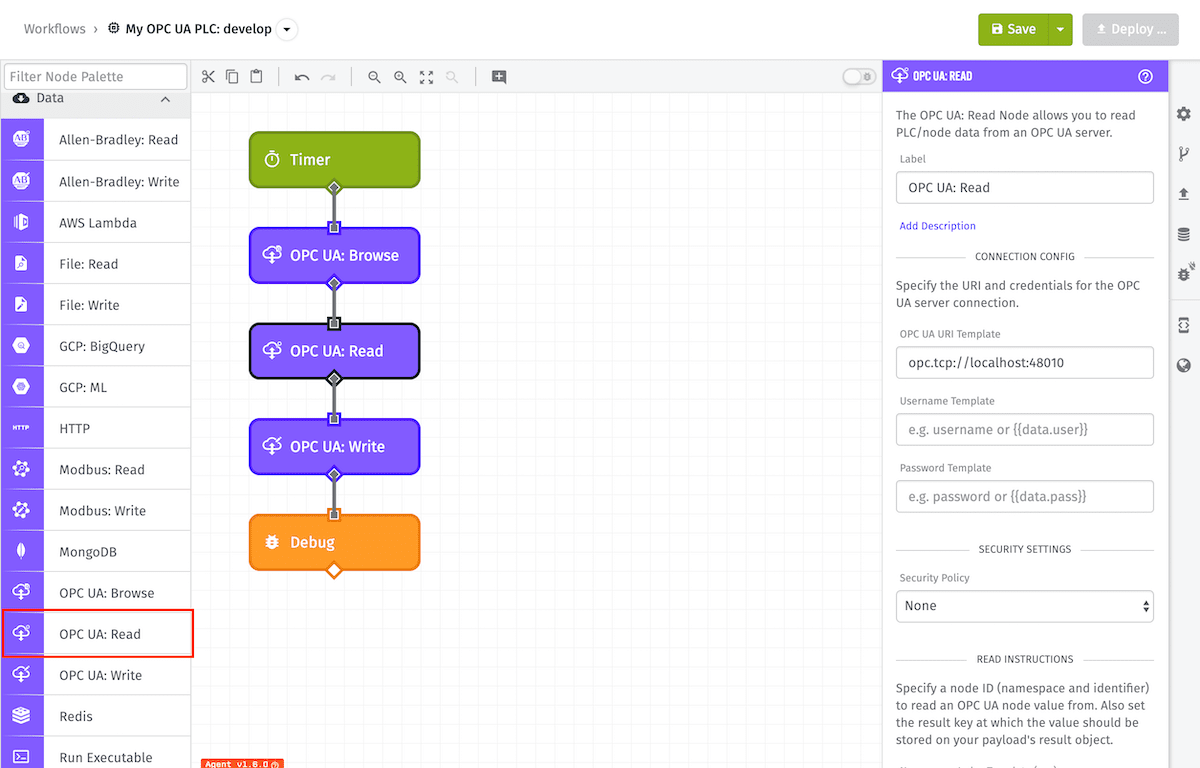 Workflows › My OPC UA PLC: develop
Save
Deploy ...
Filter Node Palette
Data
Allen-Bradley: Read
Allen-Bradley: Write
AWS Lambda
File: Read
File: Write
GCP: BigQuery
GCP: ML
HTTP
HTTP
Modbus: Read
Modbus: Write
MongoDB
OPC UA: Browse
OPC UA: Read
OPC UA: Write
Redis
Run Executable
Timer
OPC UA: Browse
OPC UA: Read
OPC UA: Write
Debug
Agent v1.6.0
OPC UA: READ
The OPC UA: Read Node allows you to read
PLC/node data from an OPC UA server.
Label
OPC UA: Read
Add Description
CONNECTION CONFIG
Specify the URI and credentials for the OPC
UA server connection.
OPC UA URI Template
opc.tcp://localhost:48010
Username Template
e.g. username or {{data.user}}
Password Template
e.g. password or {{data.pass}}
SECURITY SETTINGS
Security Policy
None
READ INSTRUCTIONS
Specify a node ID (namespace and identifier)
to read an OPC UA node value from. Also set
the result key at which the value should be
stored on your payload's result object.